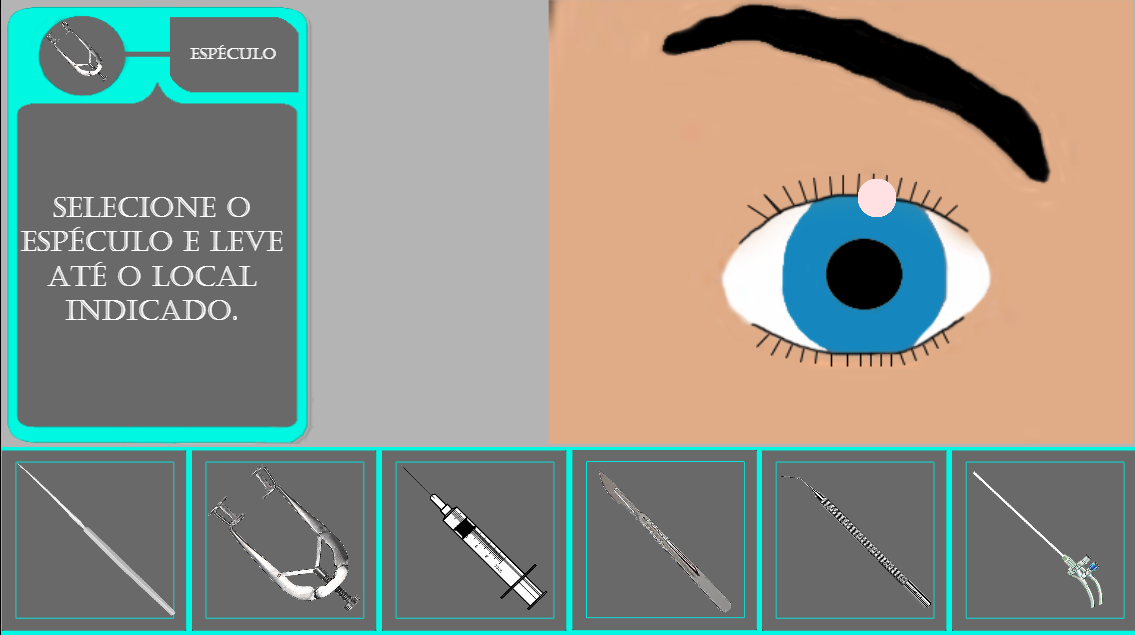 ESPÉCULO
SELECIONE O
ESPÉCULO E LEVE
ATÉ O LOCAL
INDICADO.